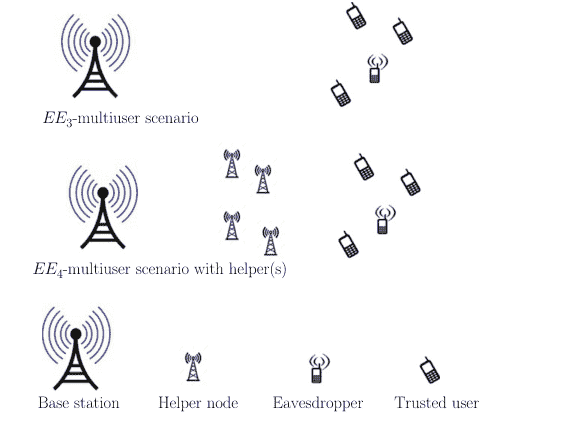 EE₃-multiuser scenario
EE₄-multiuser scenario with helper(s)
Base station Helper node Eavesdropper Trusted user